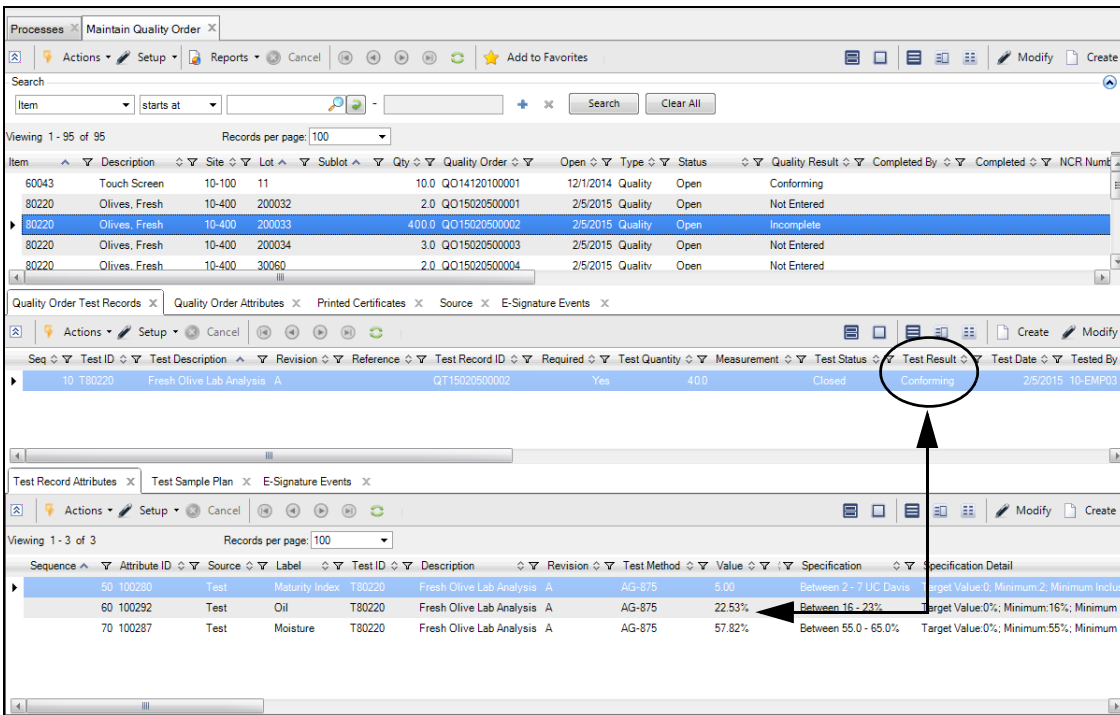 Processes Maintain Quality Order
Actions Setup Reports Cancel Add to Favorites Modify Create
Search
Item starts at - Search Clear All
Viewing 1 - 95 of 95 Records per page: 100
Item Description Site Lot Sublot Qty Quality Order Open Type Status Quality Result Completed By Completed NCR Numb
60043 Touch Screen 10-100 11 10.0 QO14120100001 12/1/2014 Quality Open Conforming
80220 Olives, Fresh 10-400 200032 2.0 QO15020500001 2/5/2015 Quality Open Not Entered
80220 Olives, Fresh 10-400 200033 400.0 QO15020500002 2/5/2015 Quality Open Incomplete
80220 Olives, Fresh 10-400 200034 3.0 QO15020500003 2/5/2015 Quality Open Not Entered
80220 Olives, Fresh 10-400 30060 2.0 QO15020500004 2/5/2015 Quality Open Not Entered
Quality Order Test Records Quality Order Attributes Printed Certificates Source E-Signature Events
Actions Setup Cancel Create Modify
Seq Test ID Test Description Revision Reference Test Record ID Required Test Quantity Measurement Test Status Test Result Test Date Tested By
10 T80220 Fresh Olive Lab Analysis A QT15020500002 Yes 40.0 Closed Conforming 2/5/2015 10-EMP03
Test Record Attributes Test Sample Plan E-Signature Events
Actions Setup Cancel Modify Create
Viewing 1 - 3 of 3 Records per page: 100
Sequence Attribute ID Source Label Test ID Description Revision Test Method Value Specification Specification Detail
50 100280 Test Maturity Index T80220 Fresh Olive Lab Analysis A AG-875 5.00 Between 2 - 7 UC Davis Target Value:0; Minimum:2; Minimum Inclus
60 100292 Test Oil T80220 Fresh Olive Lab Analysis A AG-875 22.53% Between 16 - 23% Target Value:0%; Minimum:16%; Minimum
70 100287 Test Moisture T80220 Fresh Olive Lab Analysis A AG-875 57.82% Between 55.0 - 65.0% Target Value:0%; Minimum:55%; Minimum